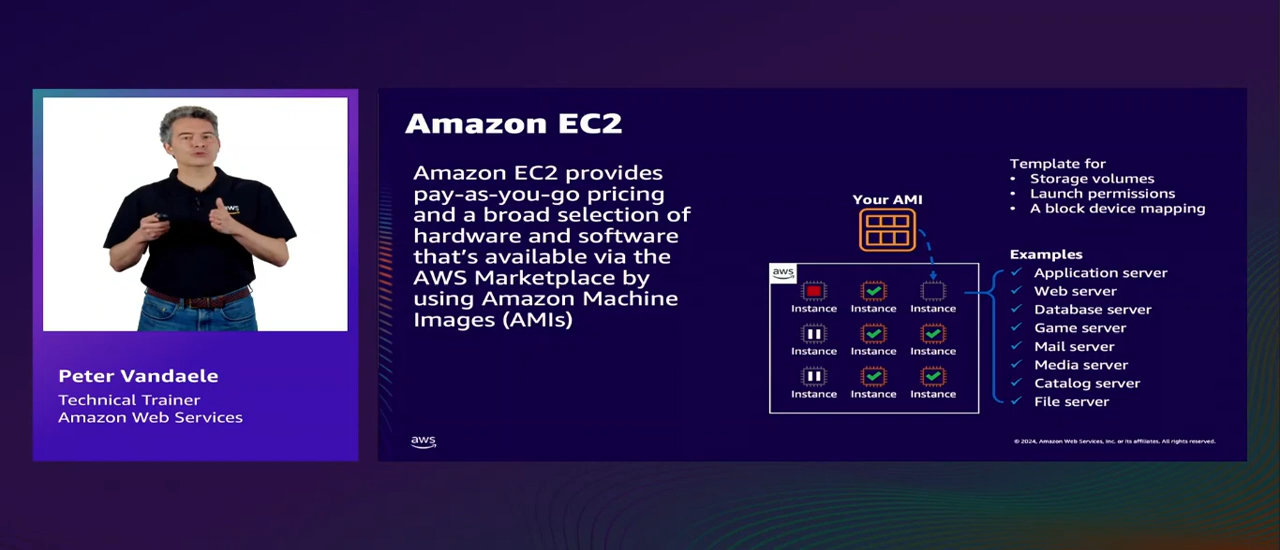 aws
Peter Vandaele
Technical Trainer
Amazon Web Services
Amazon EC2
Amazon EC2 provides
pay-as-you-go pricing
and a broad selection of
hardware and software
that's available via the
AWS Marketplace by
using Amazon Machine
Images (AMIs)
Your AMI
aws
Instance Instance Instance
Instance Instance Instance
Instance Instance Instance
Template for
• Storage volumes
• Launch permissions
• A block device mapping
Examples
✓ Application server
✓ Web server
✓ Database server
✓ Game server
✓ Mail server
✓ Media server
✓ Catalog server
✓ File server
aws
© 2024, Amazon Web Services, Inc. or its affiliates. All rights reserved.